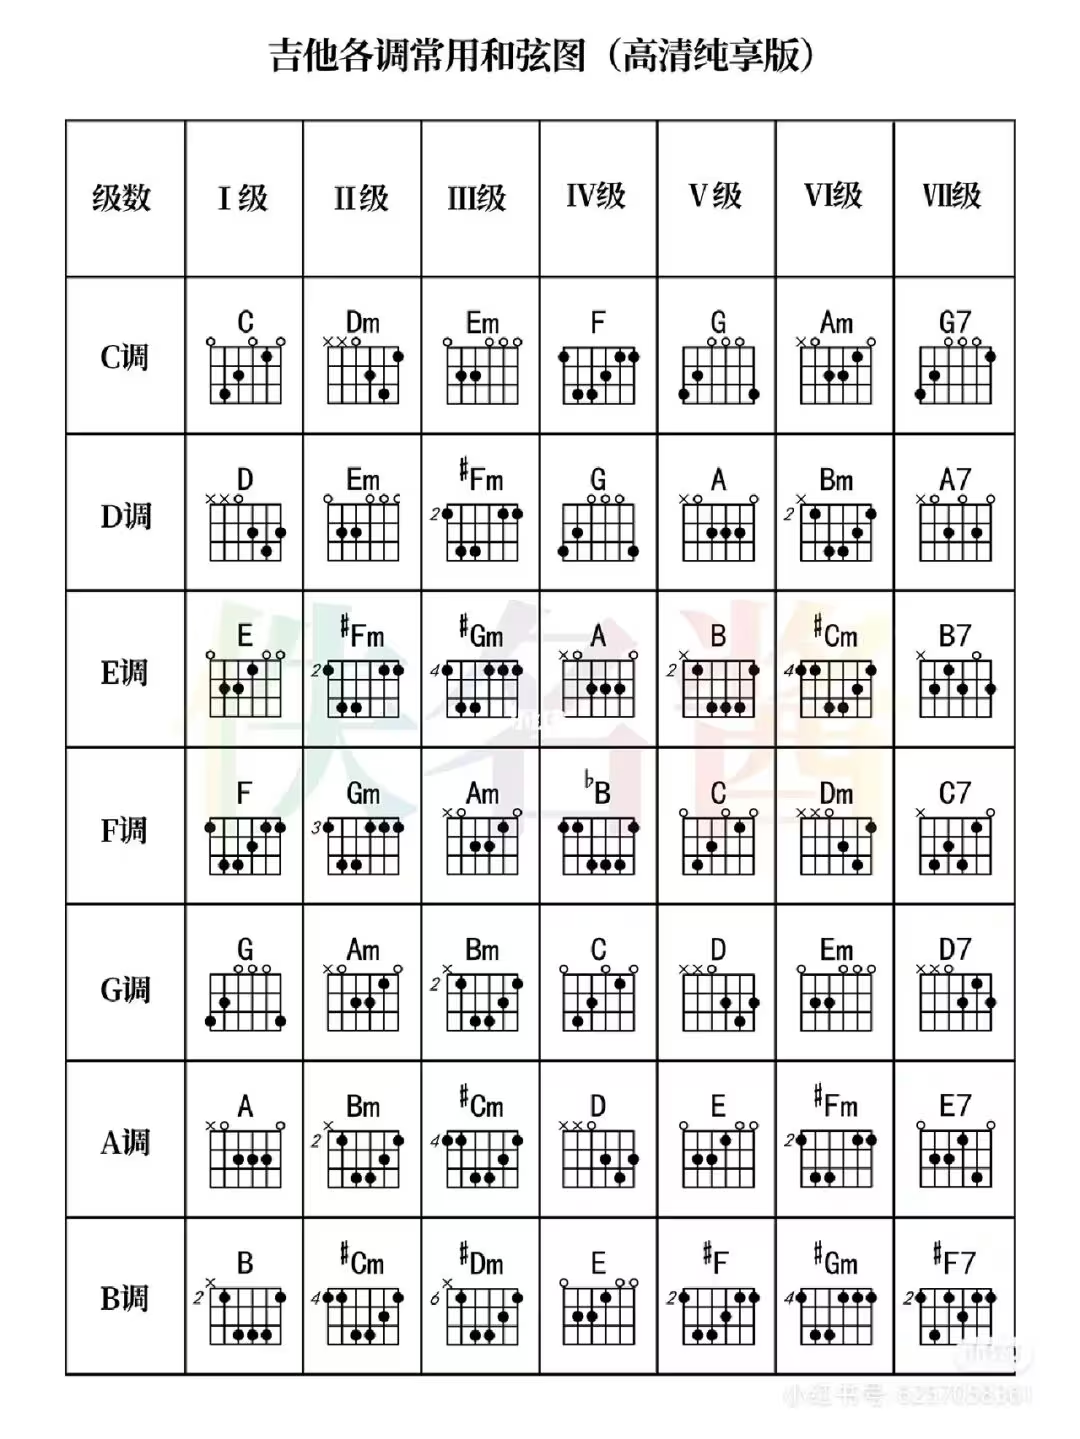 吉他各调常用和弦图（高清纯享版）
级数 Ⅰ级 Ⅱ级 Ⅲ级 Ⅳ级 Ⅴ级 Ⅵ级 Ⅶ级
C调 C Dm Em F G Am G7
D调 D Em #Fm G A Bm A7
2 2
E调 E #Fm #Gm A B #Cm B7
2 4 2 4
F调 F Gm Am ♭B C Dm C7
3
G调 G Am Bm C D Em D7
2
A调 A Bm #Cm D E #Fm E7
2 4 2
B调 B #Cm #Dm E #F #Gm #F7
2 4 6 2 4 2
佚名酱
小红书号